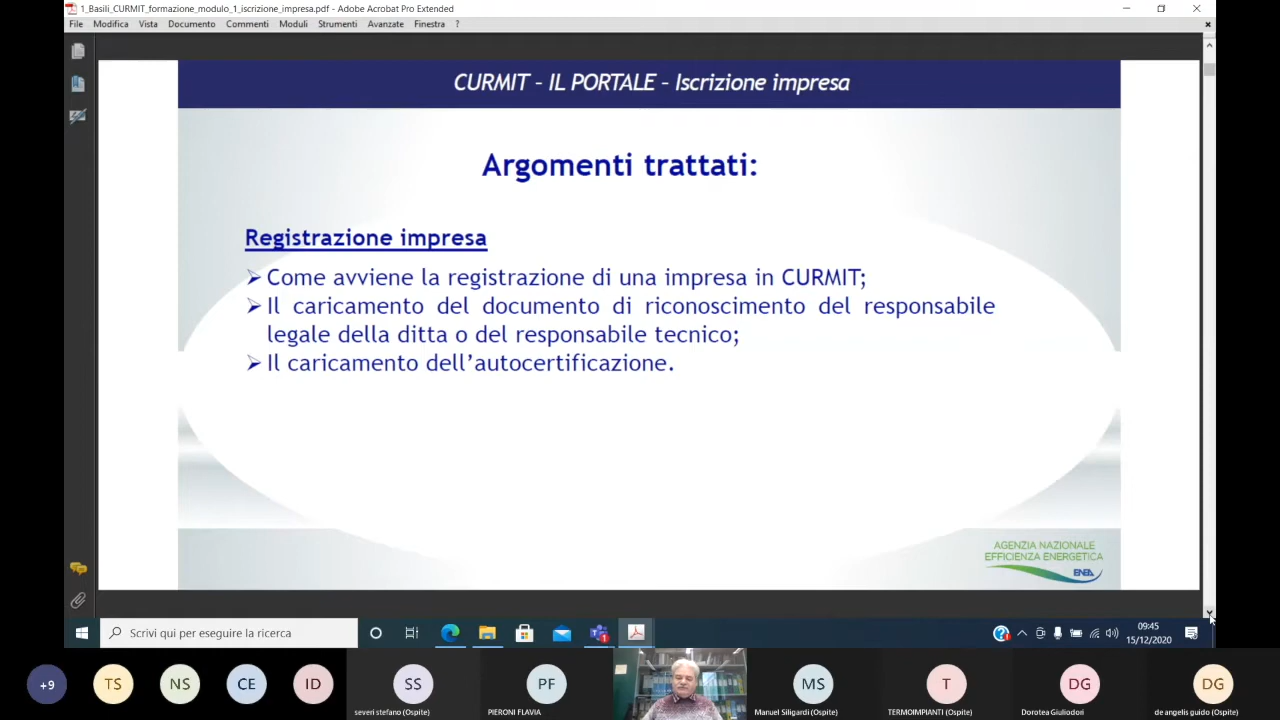 1_Basili_CURMIT_formazione_modulo_1_iscrizione_impresa.pdf - Adobe Acrobat Pro Extended
File Modifica Vista Documento Commenti Moduli Strumenti Avanzate Finestra ?
CURMIT – IL PORTALE – Iscrizione impresa
Argomenti trattati:
Registrazione impresa
Come avviene la registrazione di una impresa in CURMIT;
Il caricamento del documento di riconoscimento del responsabile
legale della ditta o del responsabile tecnico;
Il caricamento dell'autocertificazione.
AGENZIA NAZIONALE
EFFICIENZA ENERGETICA
ENEA
Scrivi qui per eseguire la ricerca
09:45
15/12/2020
+9 TS NS CE ID SS PF MS T DG DG
severi stefano (Ospite) PIERONI FLAVIA Manuel Siligardi (Ospite) TERMOIMPIANTI (Ospite) Dorotea Giuliodori de angelis guido (Ospite)